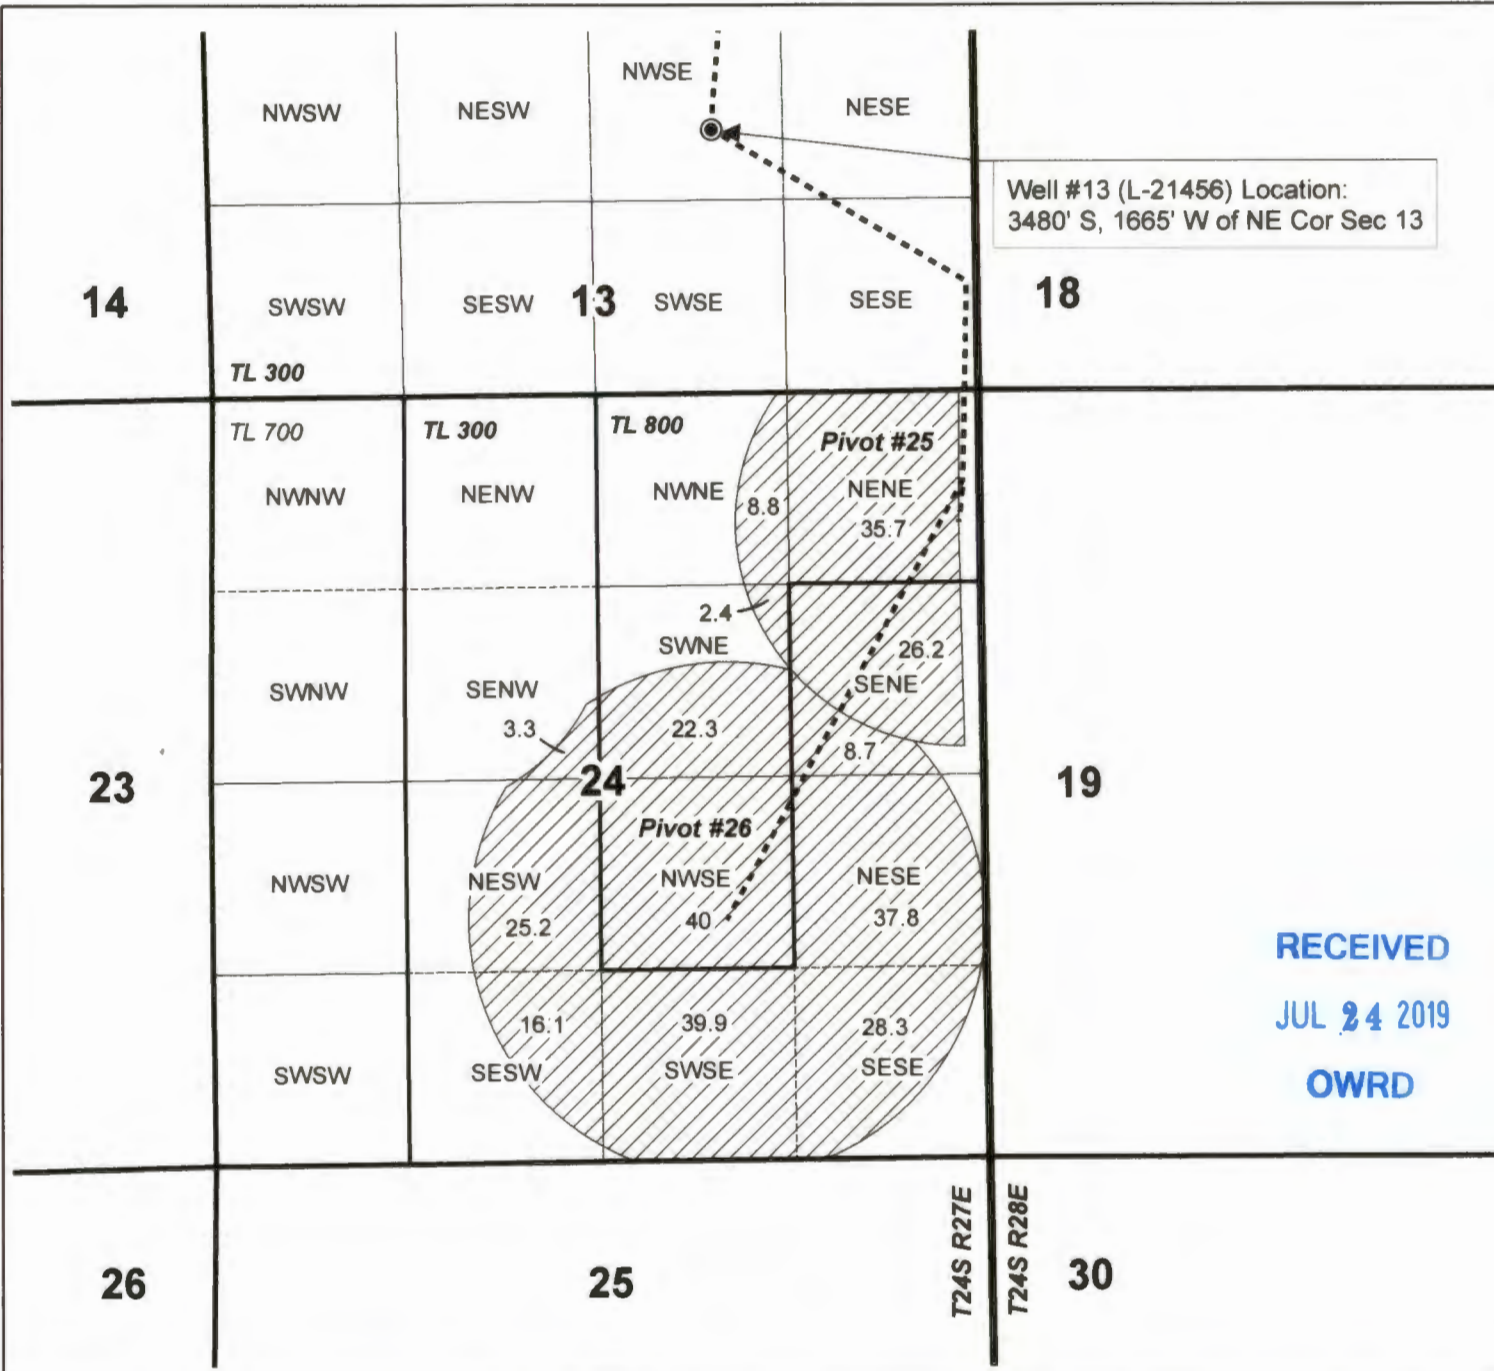 NWSE
NWSW
NESW
NESE
Well #13 (L-21456) Location:
3480' S, 1665' W of NE Cor Sec 13
14
SWSW
SESW
13
SWSE
SESE
18
TL 300
TL 700
TL 300
TL 800
Pivot #25
NWNW
NENW
NWNE
8.8
NENE
35.7
2.4
SWNE
26.2
SWNW
SENW
SENE
3.3
22.3
8.7
23
24
19
Pivot #26
NWSW
NESW
NWSE
NESE
25.2
40
37.8
RECEIVED
JUL 24 2019
OWRD
16.1
39.9
28.3
SWSW
SESW
SWSE
SESE
T24S R27E
T24S R28E
26
25
30